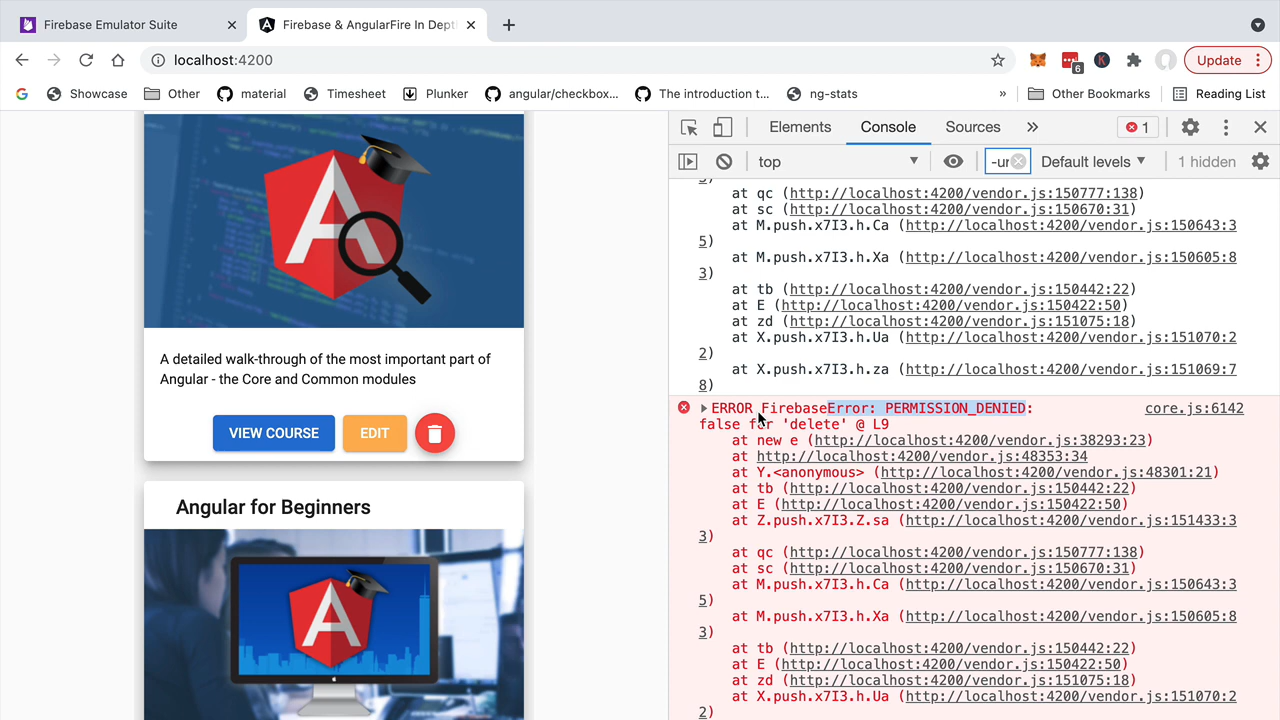 Firebase Emulator Suite
Firebase & AngularFire In Dept
localhost:4200
6
K
Update
Showcase
Other
material
Timesheet
Plunker
angular/checkbox...
The introduction t...
ng-stats
»
Other Bookmarks
Reading List
A detailed walk-through of the most important part of
Angular - the Core and Common modules
VIEW COURSE
EDIT
Angular for Beginners
Elements
Console
Sources
»
1
top
-ur
Default levels
1 hidden
at qc (http://localhost:4200/vendor.js:150777:138)
at sc (http://localhost:4200/vendor.js:150670:31)
at M.push.x7I3.h.Ca (http://localhost:4200/vendor.js:150643:3
5)
at M.push.x7I3.h.Xa (http://localhost:4200/vendor.js:150605:8
3)
at tb (http://localhost:4200/vendor.js:150442:22)
at E (http://localhost:4200/vendor.js:150422:50)
at zd (http://localhost:4200/vendor.js:151075:18)
at X.push.x7I3.h.Ua (http://localhost:4200/vendor.js:151070:2
2)
at X.push.x7I3.h.za (http://localhost:4200/vendor.js:151069:7
8)
ERROR FirebaseError: PERMISSION_DENIED:
core.js:6142
false for 'delete' @ L9
at new e (http://localhost:4200/vendor.js:38293:23)
at http://localhost:4200/vendor.js:48353:34
at Y.<anonymous> (http://localhost:4200/vendor.js:48301:21)
at tb (http://localhost:4200/vendor.js:150442:22)
at E (http://localhost:4200/vendor.js:150422:50)
at Z.push.x7I3.Z.sa (http://localhost:4200/vendor.js:151433:3
3)
at qc (http://localhost:4200/vendor.js:150777:138)
at sc (http://localhost:4200/vendor.js:150670:31)
at M.push.x7I3.h.Ca (http://localhost:4200/vendor.js:150643:3
5)
at M.push.x7I3.h.Xa (http://localhost:4200/vendor.js:150605:8
3)
at tb (http://localhost:4200/vendor.js:150442:22)
at E (http://localhost:4200/vendor.js:150422:50)
at zd (http://localhost:4200/vendor.js:151075:18)
at X.push.x7I3.h.Ua (http://localhost:4200/vendor.js:151070:2
2)